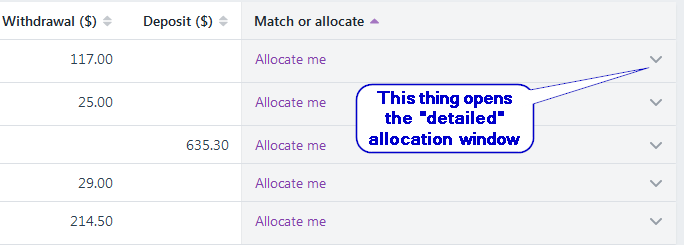 Withdrawal ($) Deposit ($) Match or allocate
117.00 Allocate me
25.00 Allocate me
635.30 Allocate me
29.00 Allocate me
214.50 Allocate me
This thing opens
the "detailed"
allocation window